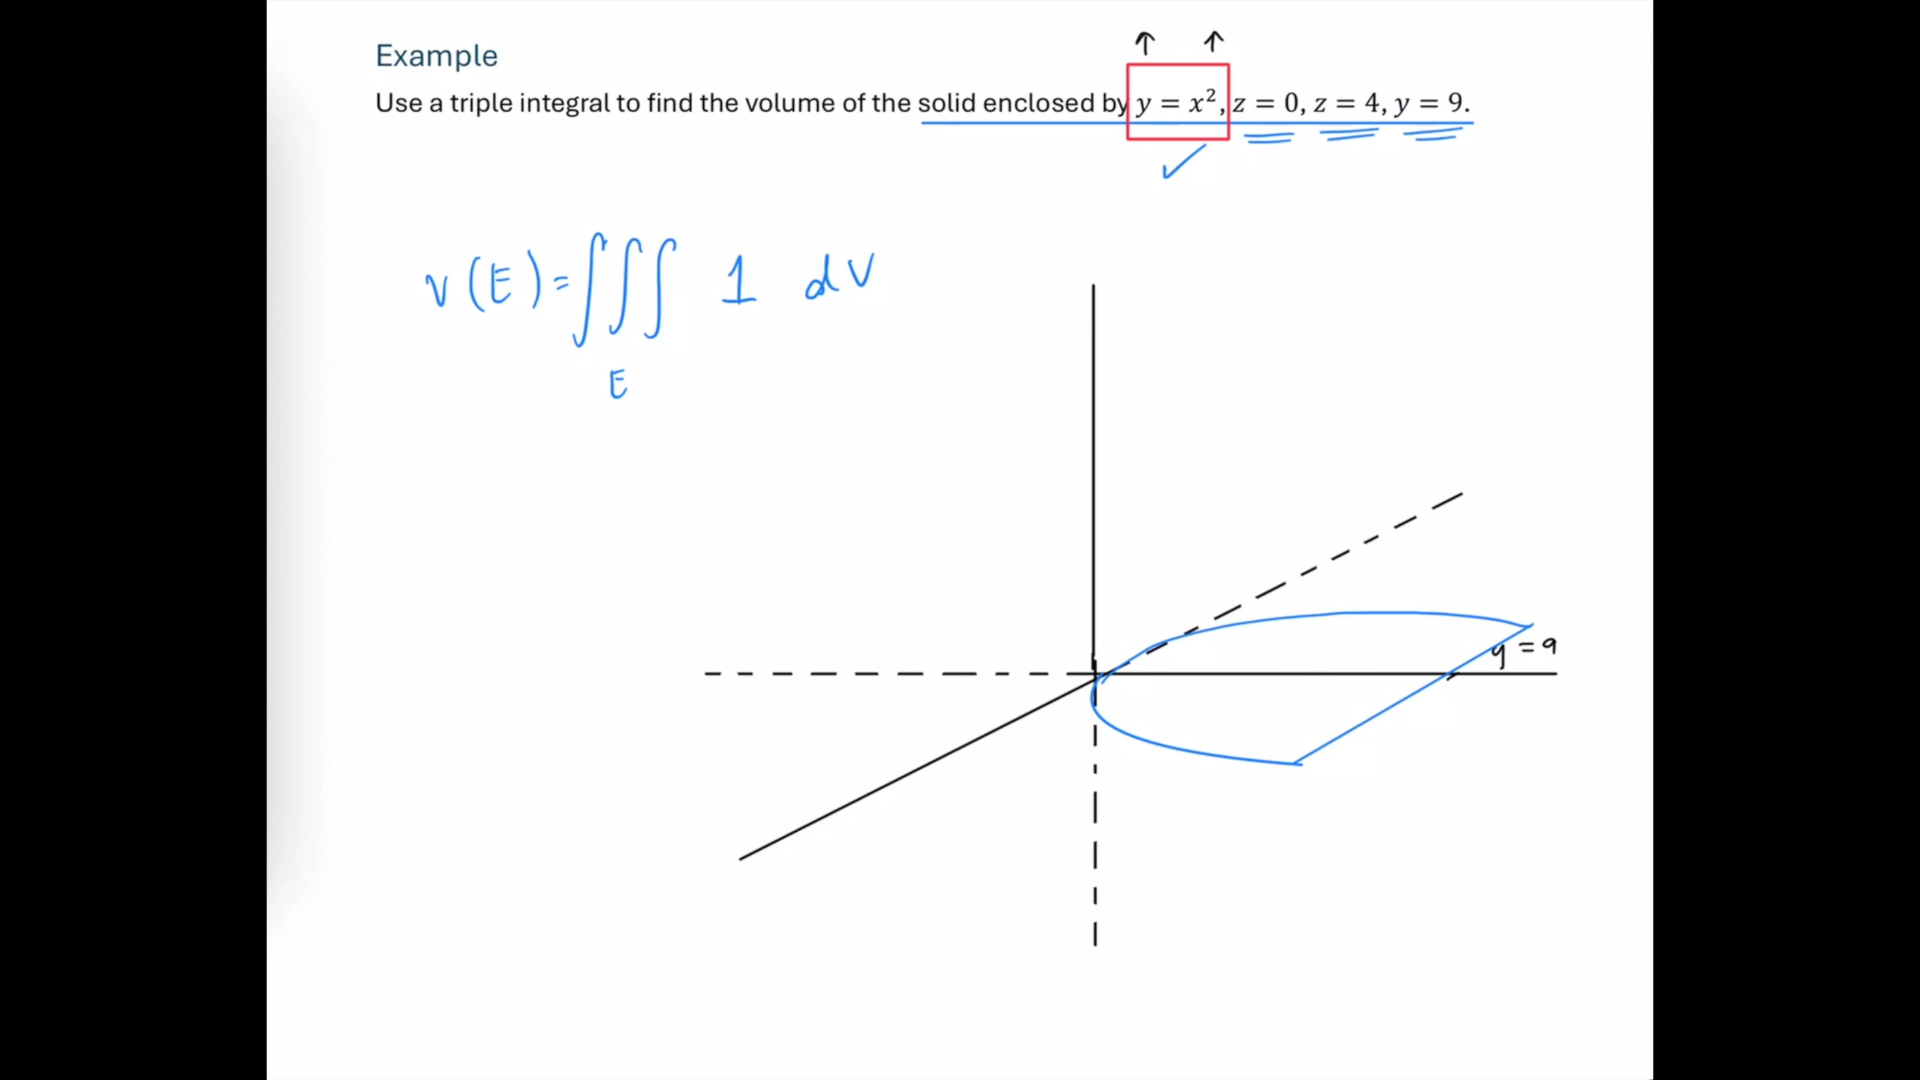 Example
Use a triple integral to find the volume of the solid enclosed by y = x², z = 0, z = 4, y = 9.
V(E) = ∭ 1 dV
E
y = 9